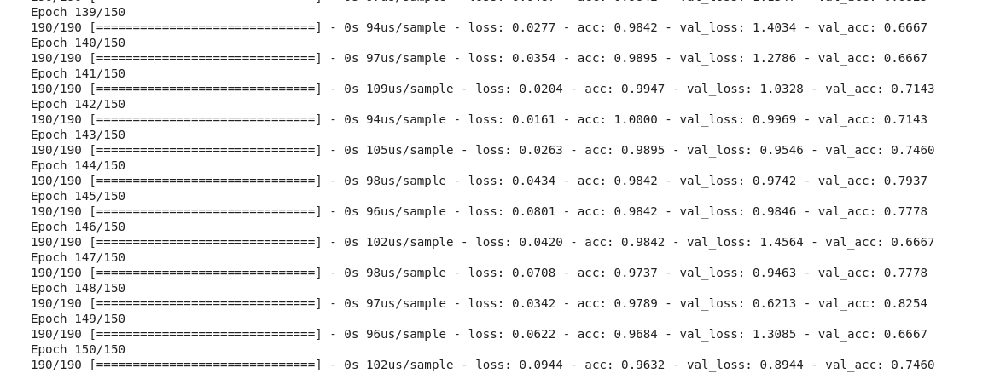 Epoch 139/150
190/190 [==============================] - 0s 94us/sample - loss: 0.0277 - acc: 0.9842 - val_loss: 1.4034 - val_acc: 0.6667
Epoch 140/150
190/190 [==============================] - 0s 97us/sample - loss: 0.0354 - acc: 0.9895 - val_loss: 1.2786 - val_acc: 0.6667
Epoch 141/150
190/190 [==============================] - 0s 109us/sample - loss: 0.0204 - acc: 0.9947 - val_loss: 1.0328 - val_acc: 0.7143
Epoch 142/150
190/190 [==============================] - 0s 94us/sample - loss: 0.0161 - acc: 1.0000 - val_loss: 0.9969 - val_acc: 0.7143
Epoch 143/150
190/190 [==============================] - 0s 105us/sample - loss: 0.0263 - acc: 0.9895 - val_loss: 0.9546 - val_acc: 0.7460
Epoch 144/150
190/190 [==============================] - 0s 98us/sample - loss: 0.0434 - acc: 0.9842 - val_loss: 0.9742 - val_acc: 0.7937
Epoch 145/150
190/190 [==============================] - 0s 96us/sample - loss: 0.0801 - acc: 0.9842 - val_loss: 0.9846 - val_acc: 0.7778
Epoch 146/150
190/190 [==============================] - 0s 102us/sample - loss: 0.0420 - acc: 0.9842 - val_loss: 1.4564 - val_acc: 0.6667
Epoch 147/150
190/190 [==============================] - 0s 98us/sample - loss: 0.0708 - acc: 0.9737 - val_loss: 0.9463 - val_acc: 0.7778
Epoch 148/150
190/190 [==============================] - 0s 97us/sample - loss: 0.0342 - acc: 0.9789 - val_loss: 0.6213 - val_acc: 0.8254
Epoch 149/150
190/190 [==============================] - 0s 96us/sample - loss: 0.0622 - acc: 0.9684 - val_loss: 1.3085 - val_acc: 0.6667
Epoch 150/150
190/190 [==============================] - 0s 102us/sample - loss: 0.0944 - acc: 0.9632 - val_loss: 0.8944 - val_acc: 0.7460